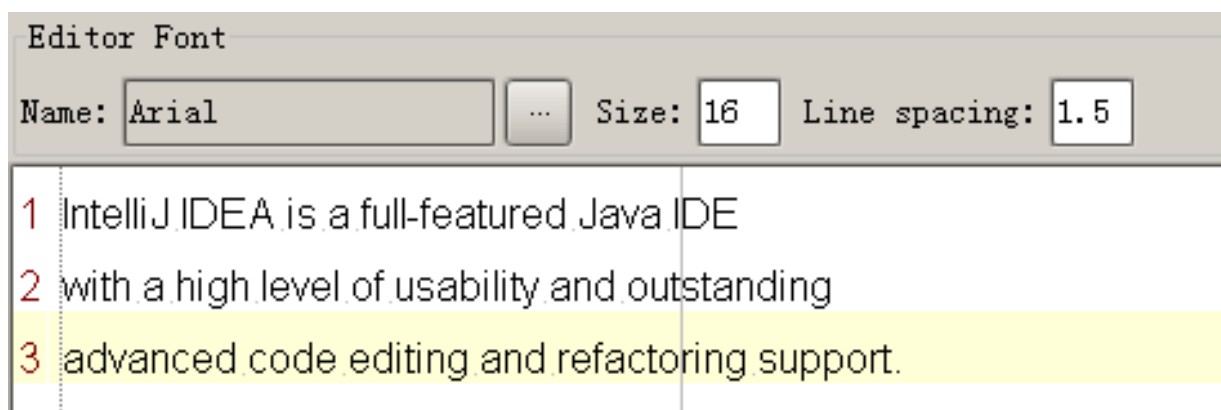 Editor Font
Name: Arial ... Size: 16 Line spacing: 1.5
1 IntelliJ IDEA is a full-featured Java IDE
2 with a high level of usability and outstanding
3 advanced code editing and refactoring support.